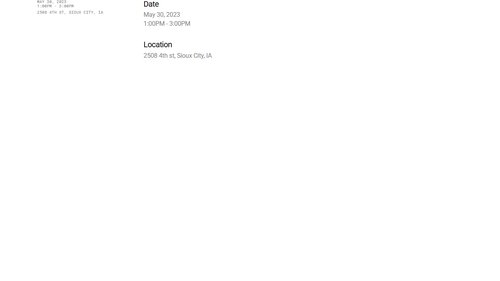 MAY 30, 2023
1:00PM - 3:00PM
2508 4TH ST, SIOUX CITY, IA
Date
May 30, 2023
1:00PM - 3:00PM
Location
2508 4th st, Sioux City, IA